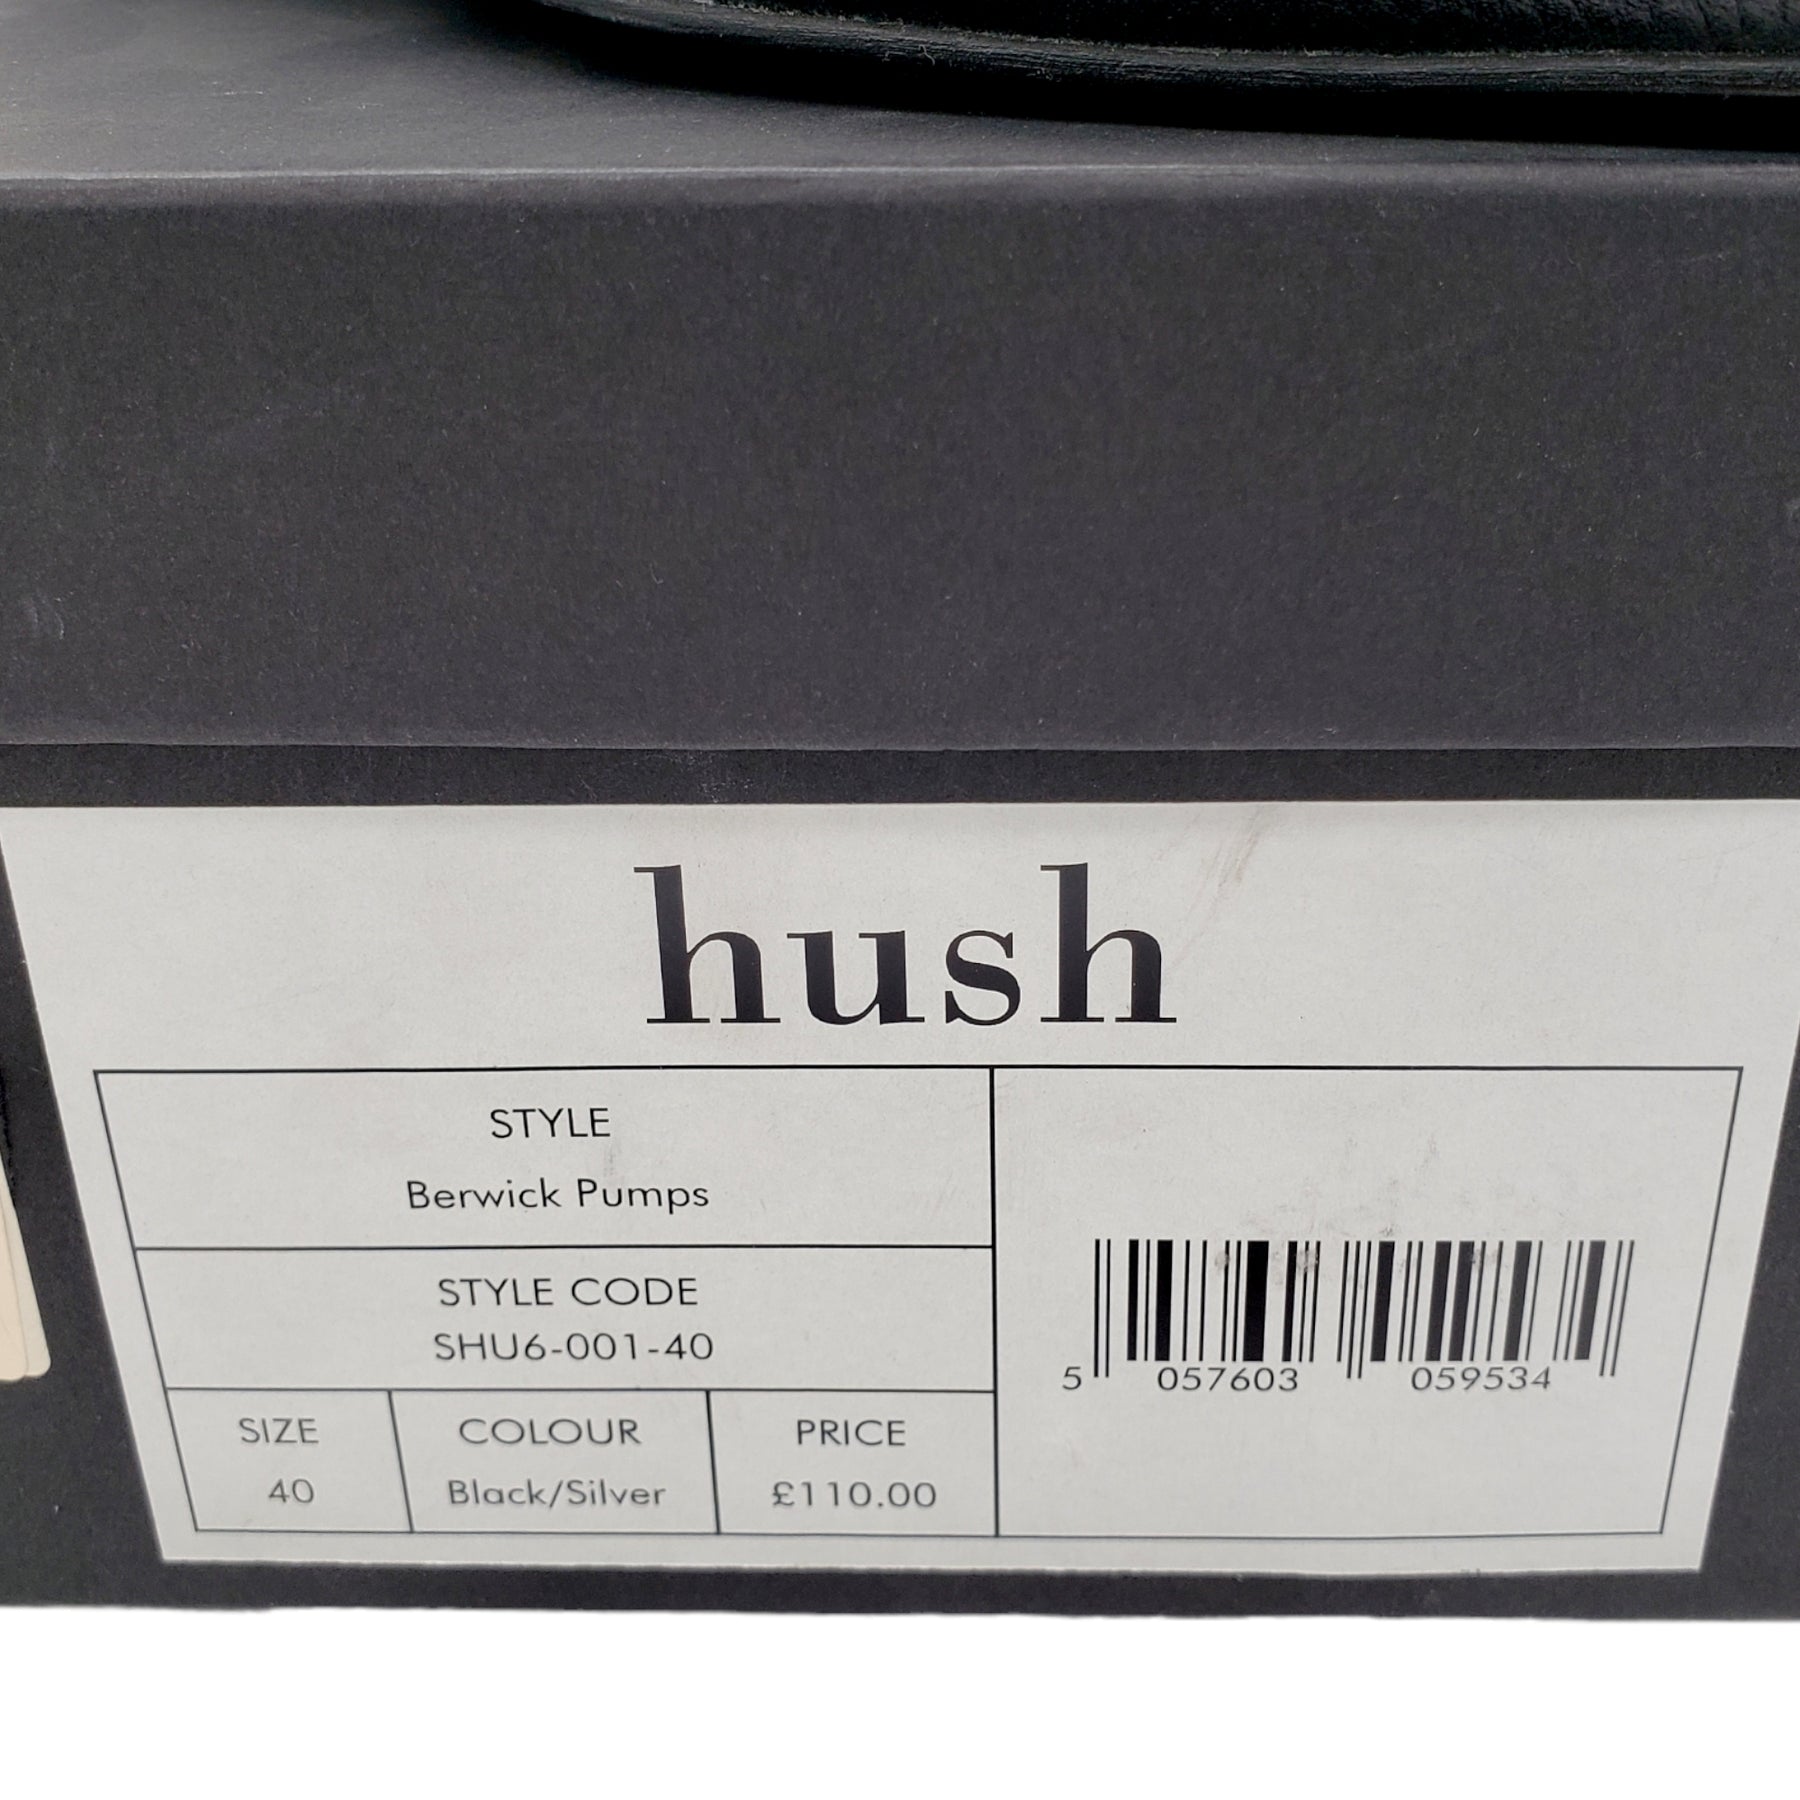 hush
STYLE
Berwick Pumps
STYLE CODE
SHU6-001-40
SIZE
40
COLOUR
Black/Silver
PRICE
£110.00
5 057603 059534